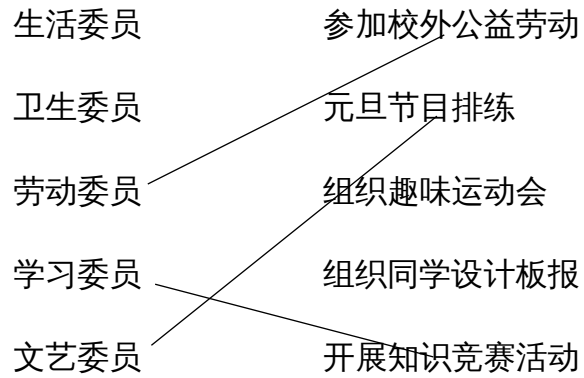 生活委员 参加校外公益劳动
卫生委员 元旦节目排练
劳动委员 组织趣味运动会
学习委员 组织同学设计板报
文艺委员 开展知识竞赛活动